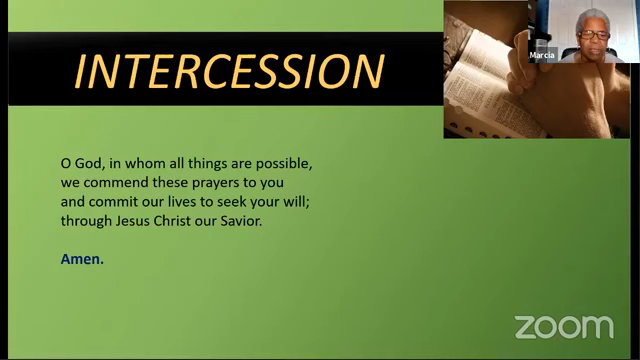 INTERCESSION
Marcia
O God, in whom all things are possible,
we commend these prayers to you
and commit our lives to seek your will;
through Jesus Christ our Savior.
Amen.
zoom